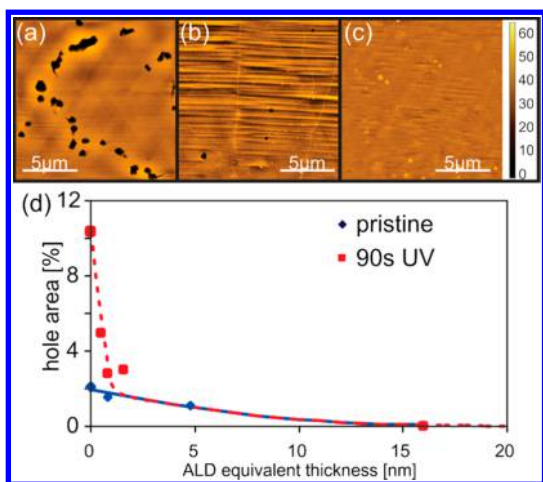 (a)
(b)
(c)
5μm
5μm
5μm
60
50
40
30
20
10
0
(d)
12
8
4
0
hole area [%]
pristine
90s UV
0
5
10
15
20
ALD equivalent thickness [nm]